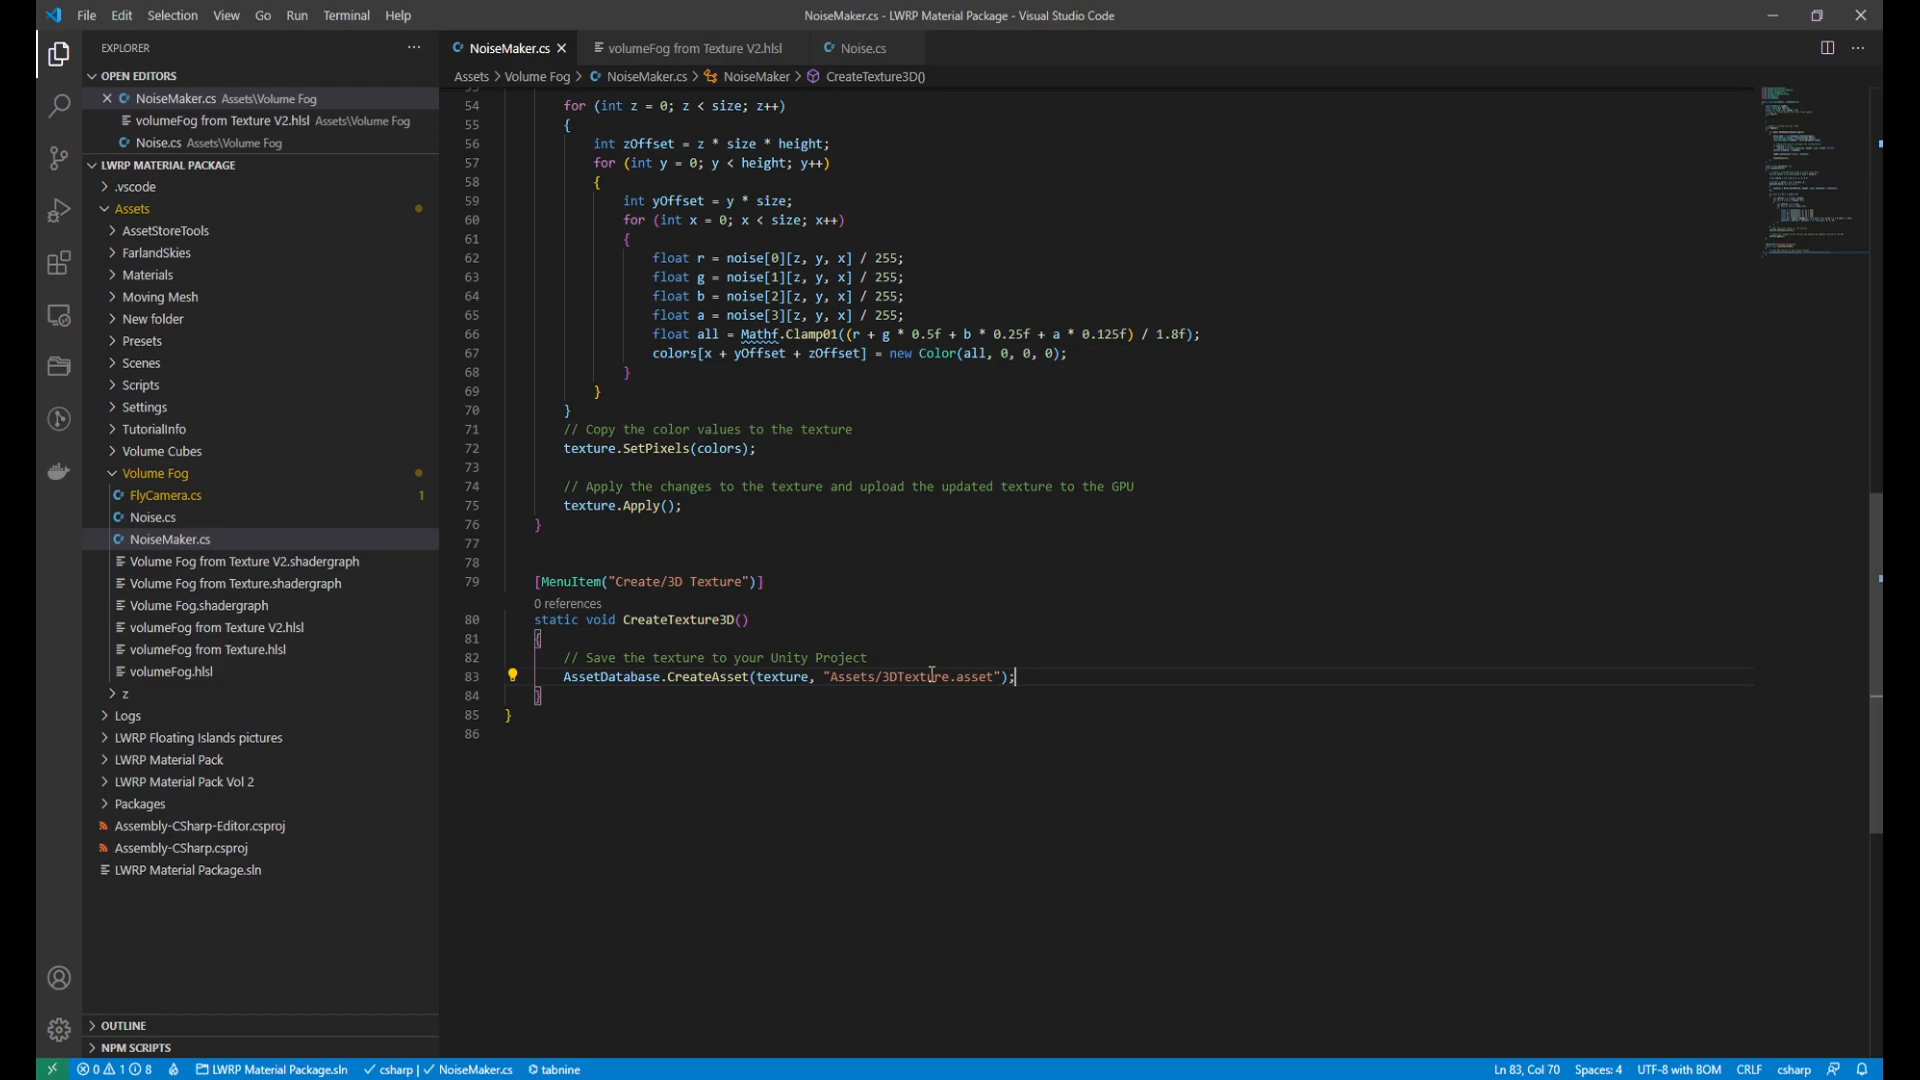 File Edit Selection View Go Run Terminal Help
NoiseMaker.cs - LWRP Material Package - Visual Studio Code
EXPLORER
OPEN EDITORS
NoiseMaker.cs Assets\Volume Fog
volumeFog from Texture V2.hlsl Assets\Volume Fog
Noise.cs Assets\Volume Fog
LWRP MATERIAL PACKAGE
.vscode
Assets
AssetStoreTools
FarlandSkies
Materials
Moving Mesh
New folder
Presets
Scenes
Scripts
Settings
TutorialInfo
Volume Cubes
Volume Fog
FlyCamera.cs 1
Noise.cs
NoiseMaker.cs
Volume Fog from Texture V2.shadergraph
Volume Fog from Texture.shadergraph
Volume Fog.shadergraph
volumeFog from Texture V2.hlsl
volumeFog from Texture.hlsl
volumeFog.hlsl
z
Logs
LWRP Floating Islands pictures
LWRP Material Pack
LWRP Material Pack Vol 2
Packages
Assembly-CSharp-Editor.csproj
Assembly-CSharp.csproj
LWRP Material Package.sln
OUTLINE
NPM SCRIPTS
NoiseMaker.cs volumeFog from Texture V2.hlsl Noise.cs
Assets > Volume Fog > NoiseMaker.cs > NoiseMaker > CreateTexture3D()
54 for (int z = 0; z < size; z++)
55 {
56 int zOffset = z * size * height;
57 for (int y = 0; y < height; y++)
58 {
59 int yOffset = y * size;
60 for (int x = 0; x < size; x++)
61 {
62 float r = noise[0][z, y, x] / 255;
63 float g = noise[1][z, y, x] / 255;
64 float b = noise[2][z, y, x] / 255;
65 float a = noise[3][z, y, x] / 255;
66 float all = Mathf.Clamp01((r + g * 0.5f + b * 0.25f + a * 0.125f) / 1.8f);
67 colors[x + yOffset + zOffset] = new Color(all, 0, 0, 0);
68 }
69 }
70 }
71 // Copy the color values to the texture
72 texture.SetPixels(colors);
73
74 // Apply the changes to the texture and upload the updated texture to the GPU
75 texture.Apply();
76 }
77
78
79 [MenuItem("Create/3D Texture")]
0 references
80 static void CreateTexture3D()
81 {
82 // Save the texture to your Unity Project
83 AssetDatabase.CreateAsset(texture, "Assets/3DTexture.asset");
84 }
85 }
86
0 1 8 LWRP Material Package.sln csharp | NoiseMaker.cs tabnine
Ln 83, Col 70 Spaces: 4 UTF-8 with BOM CRLF csharp